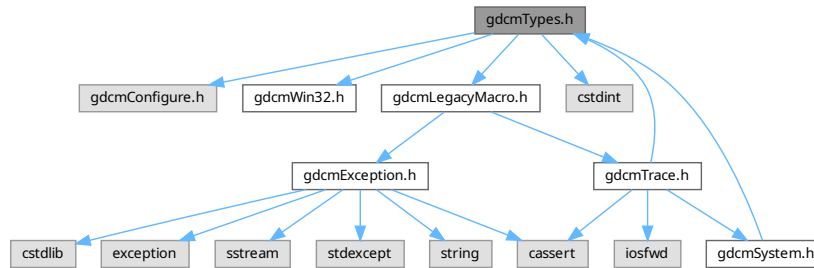 gdcmTypes.h
gdcmConfigure.h
gdcmWin32.h
gdcmLegacyMacro.h
cstdint
gdcmException.h
gdcmTrace.h
cstdlib
exception
sstream
stdexcept
string
cassert
iosfwd
gdcmSystem.h